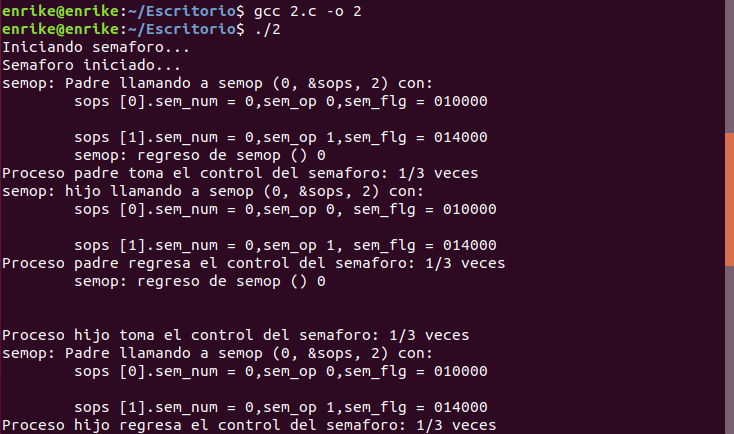 enrike@enrike:~/Escritorio$ gcc 2.c -o 2
enrike@enrike:~/Escritorio$ ./2
Iniciando semaforo...
Semaforo iniciado...
semop: Padre llamando a semop (0, &sops, 2) con:
        sops [0].sem_num = 0,sem_op 0,sem_flg = 010000

        sops [1].sem_num = 0,sem_op 1,sem_flg = 014000
        semop: regreso de semop () 0
Proceso padre toma el control del semaforo: 1/3 veces
semop: hijo llamando a semop (0, &sops, 2) con:
        sops [0].sem_num = 0,sem_op 0, sem_flg = 010000

        sops [1].sem_num = 0,sem_op 1, sem_flg = 014000
Proceso padre regresa el control del semaforo: 1/3 veces
        semop: regreso de semop () 0


Proceso hijo toma el control del semaforo: 1/3 veces
semop: Padre llamando a semop (0, &sops, 2) con:
        sops [0].sem_num = 0,sem_op 0,sem_flg = 010000

        sops [1].sem_num = 0,sem_op 1,sem_flg = 014000
Proceso hijo regresa el control del semaforo: 1/3 veces